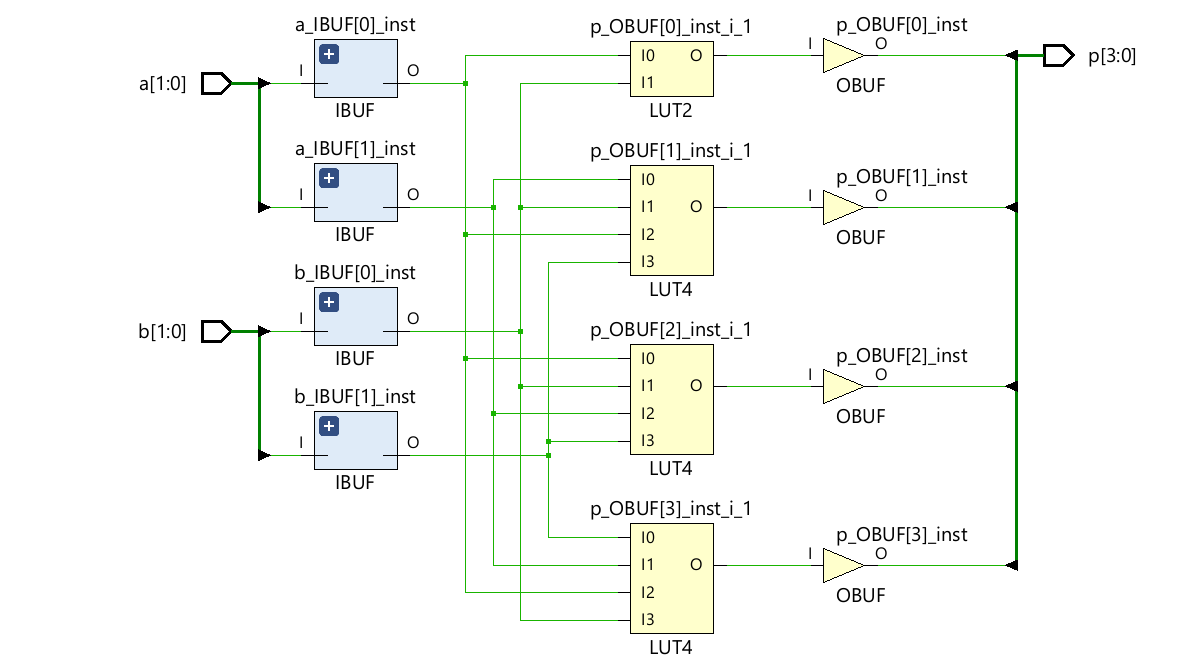 a[1:0]
a_IBUF[0]_inst
I
O
IBUF
a_IBUF[1]_inst
I
O
IBUF
b[1:0]
b_IBUF[0]_inst
I
O
IBUF
b_IBUF[1]_inst
I
O
IBUF
p_OBUF[0]_inst_i_1
I0
O
I1
LUT2
p_OBUF[1]_inst_i_1
I0
I1
O
I2
I3
LUT4
p_OBUF[2]_inst_i_1
I0
I1
O
I2
I3
LUT4
p_OBUF[3]_inst_i_1
I0
I1
O
I2
I3
LUT4
p_OBUF[0]_inst
I
O
OBUF
p_OBUF[1]_inst
I
O
OBUF
p_OBUF[2]_inst
I
O
OBUF
p_OBUF[3]_inst
I
O
OBUF
p[3:0]